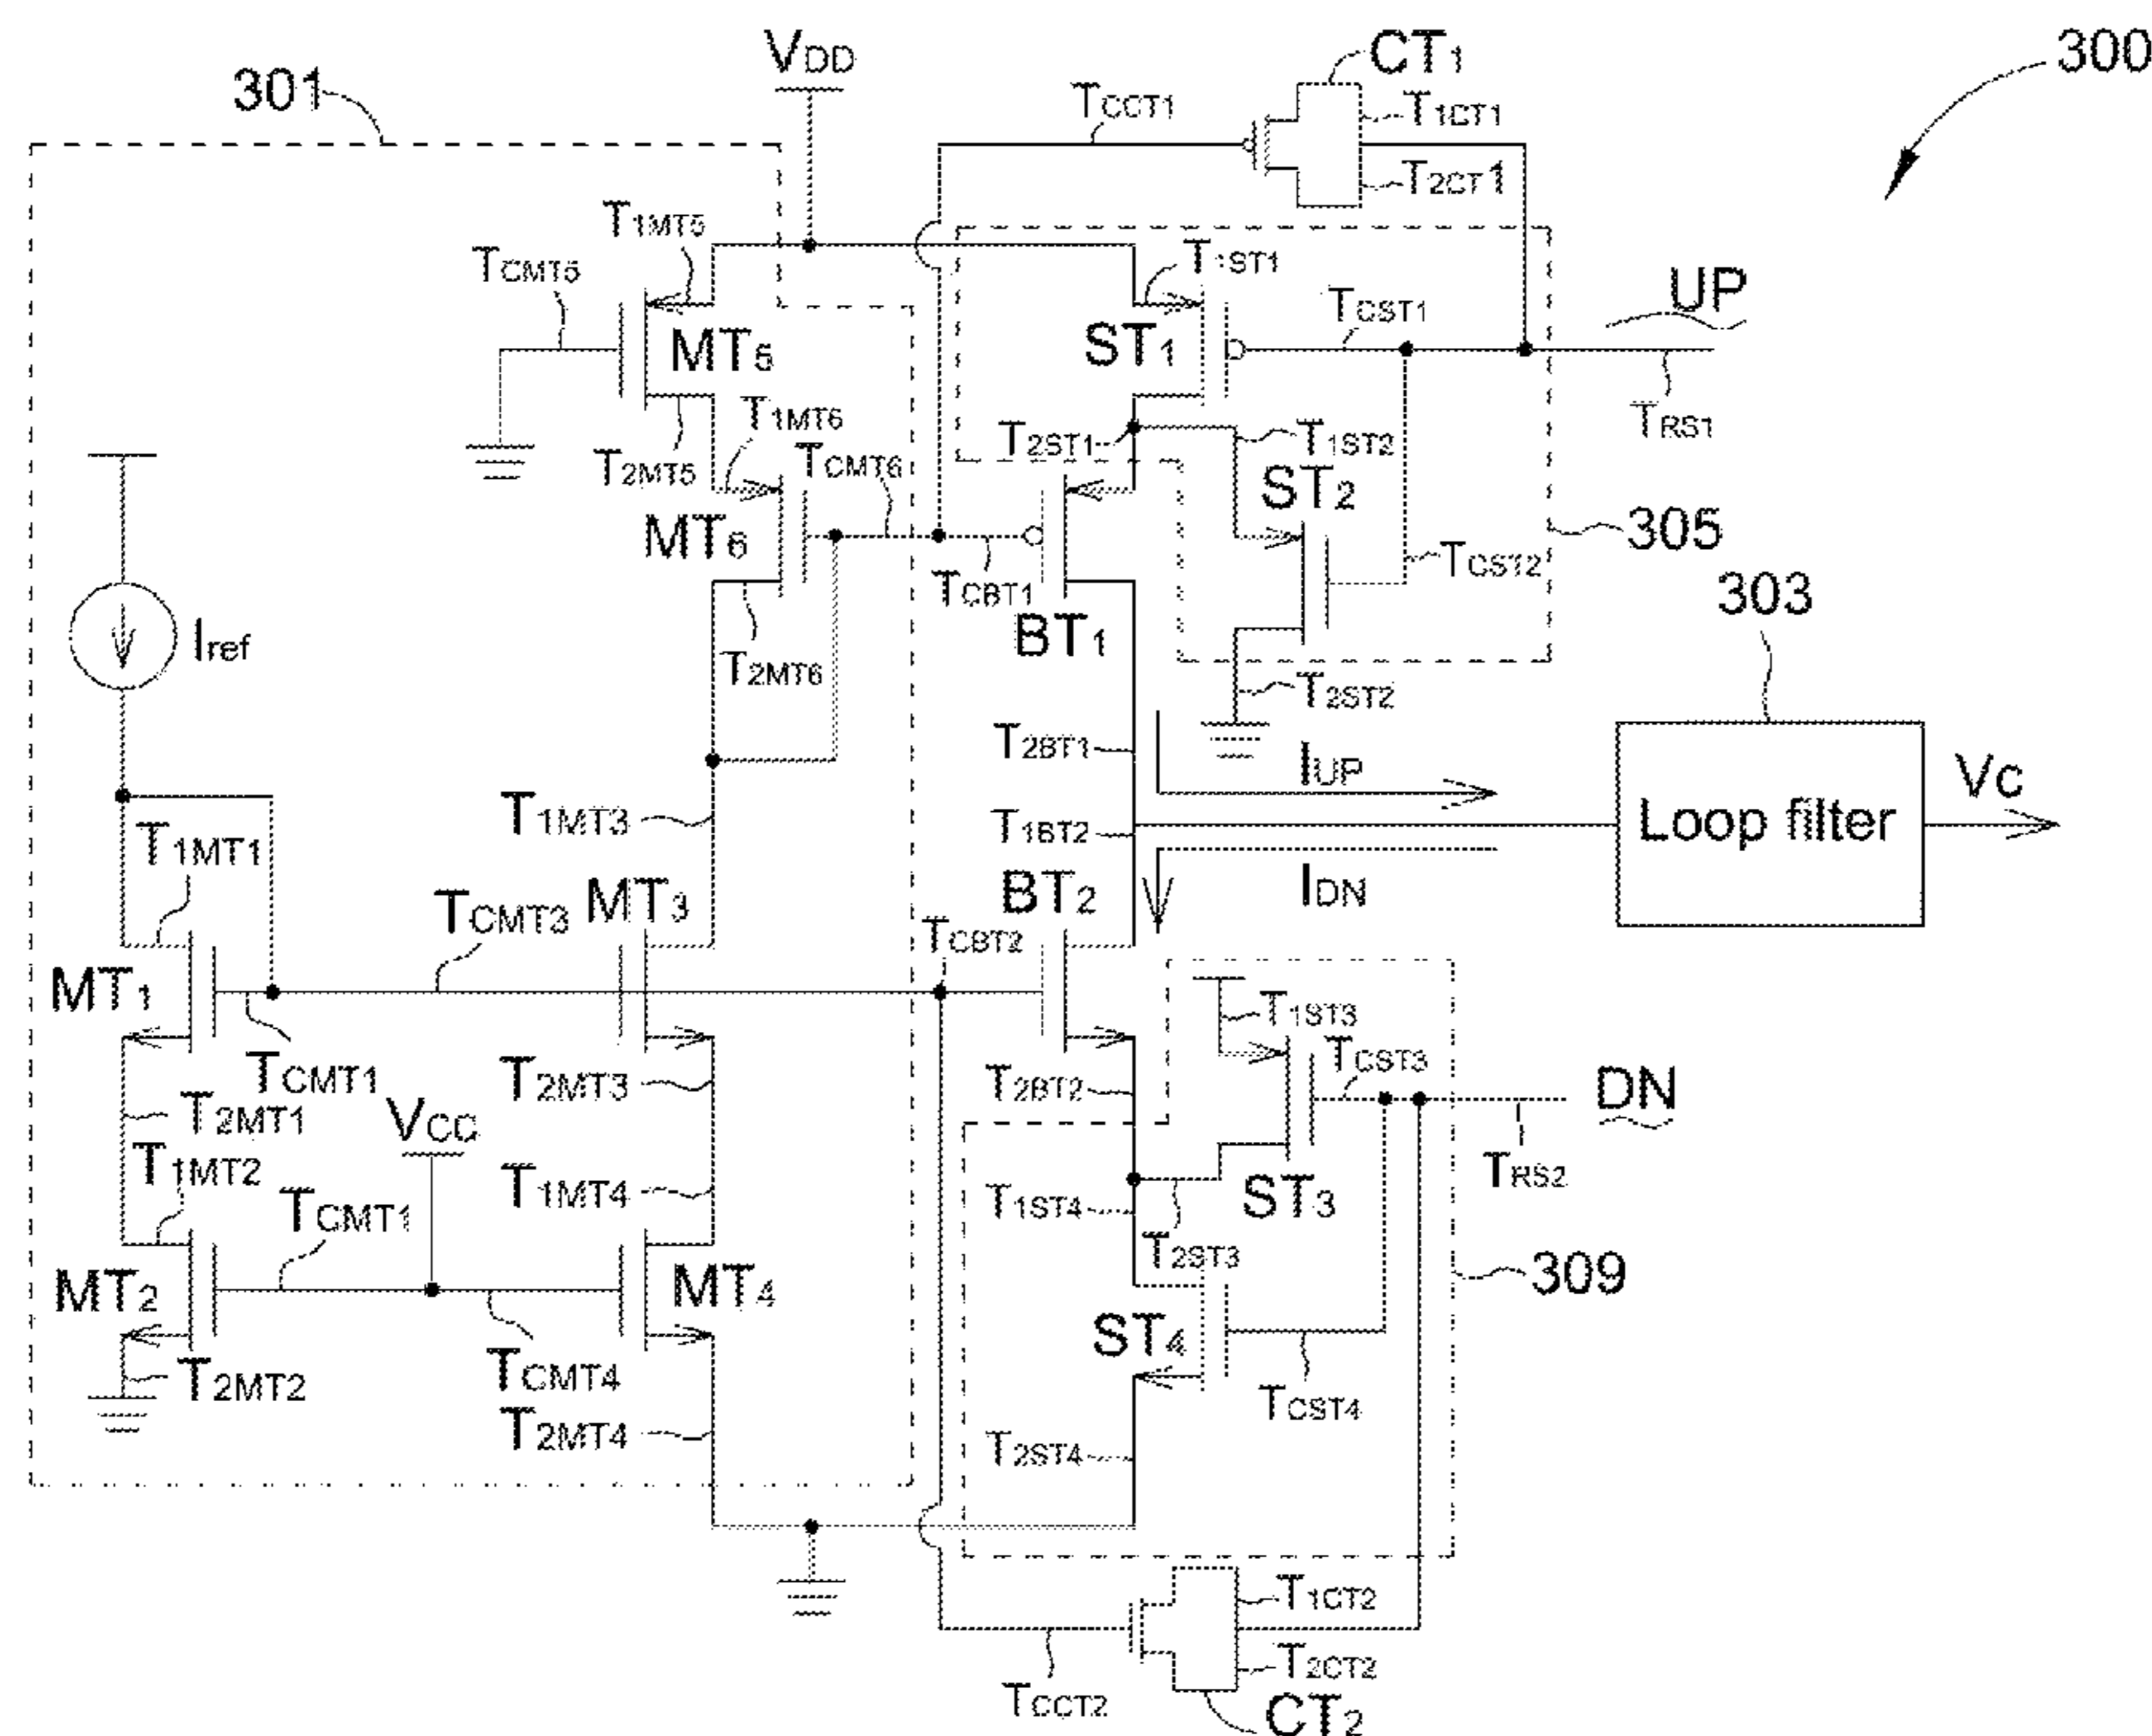 300
301
VDD
CT1
TCCT1
T1CT1
T2CT1
T1MT5
TCMT5
T1ST1
TCST1
UP
MT5
ST1
TRS1
T1MT6
T2MT5
TCMT6
T2ST1
T1ST2
ST2
305
MT6
TCBT1
TCST2
BT1
303
Iref
T2MT6
T2ST2
T2BT1
IUP
Vc
T1MT3
T1BT2
Loop filter
T1MT1
IDN
TCMT3
MT3
BT2
TCBT2
MT1
T1ST3
TCST3
TCMT1
T2MT3
T2BT2
DN
T2MT1
VCC
T1MT2
TRS2
T1MT4
T1ST4
ST3
TCMT1
T2ST3
309
MT2
MT4
ST4
T2MT2
TCMT4
TCST4
T2MT4
T2ST4
T1CT2
T2CT2
TCCT2
CT2